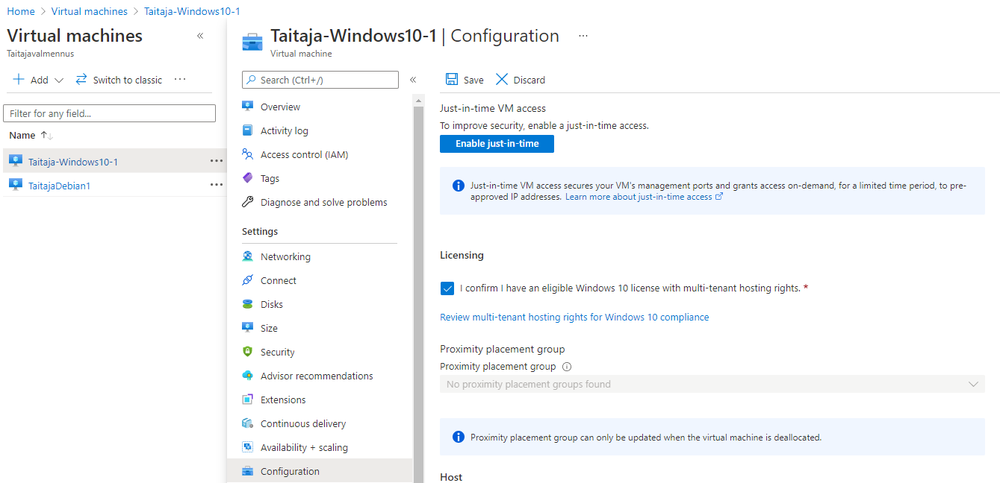 Home > Virtual machines > Taitaja-Windows10-1
Virtual machines «
Taitajavalmennus
Add Switch to classic ...
Filter for any field...
Name ↑↓
Taitaja-Windows10-1 ...
TaitajaDebian1 ...
Taitaja-Windows10-1 | Configuration ...
Virtual machine
Search (Ctrl+/) «
Overview
Activity log
Access control (IAM)
Tags
Diagnose and solve problems
Settings
Networking
Connect
Disks
Size
Security
Advisor recommendations
Extensions
Continuous delivery
Availability + scaling
Configuration
Save Discard
Just-in-time VM access
To improve security, enable a just-in-time access.
Enable just-in-time
Just-in-time VM access secures your VM's management ports and grants access on-demand, for a limited time period, to pre-
approved IP addresses. Learn more about just-in-time access
Licensing
I confirm I have an eligible Windows 10 license with multi-tenant hosting rights. *
Review multi-tenant hosting rights for Windows 10 compliance
Proximity placement group
Proximity placement group
No proximity placement groups found
Proximity placement group can only be updated when the virtual machine is deallocated.
Host